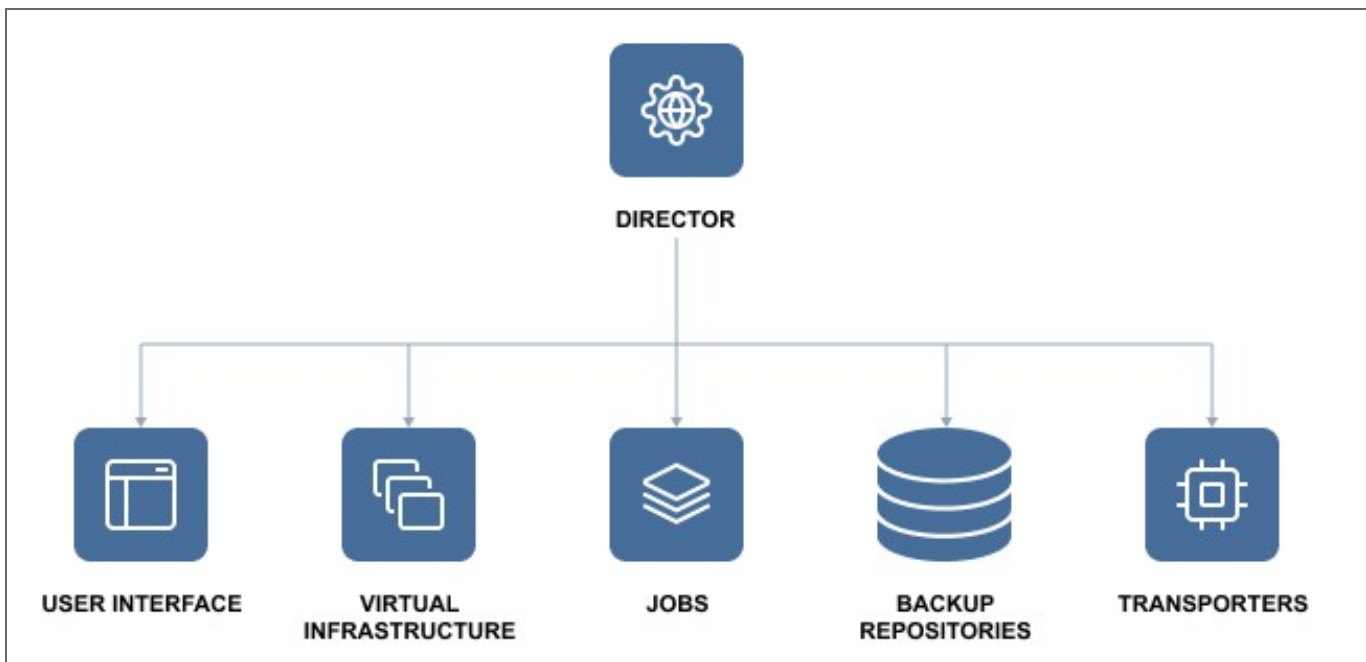 DIRECTOR
USER INTERFACE
VIRTUAL
INFRASTRUCTURE
JOBS
BACKUP
REPOSITORIES
TRANSPORTERS